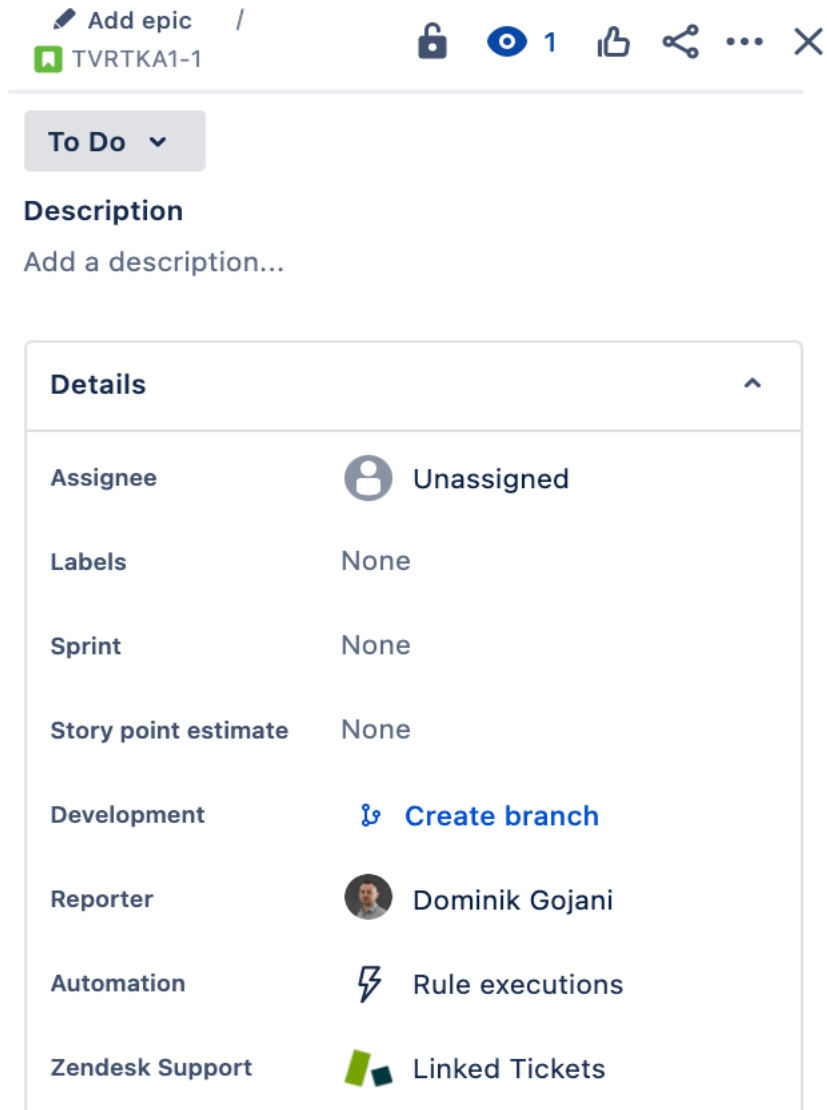 Add epic /
TVRTKA1-1
1
To Do
Description
Add a description...
Details
Assignee Unassigned
Labels None
Sprint None
Story point estimate None
Development Create branch
Reporter Dominik Gojani
Automation Rule executions
Zendesk Support Linked Tickets